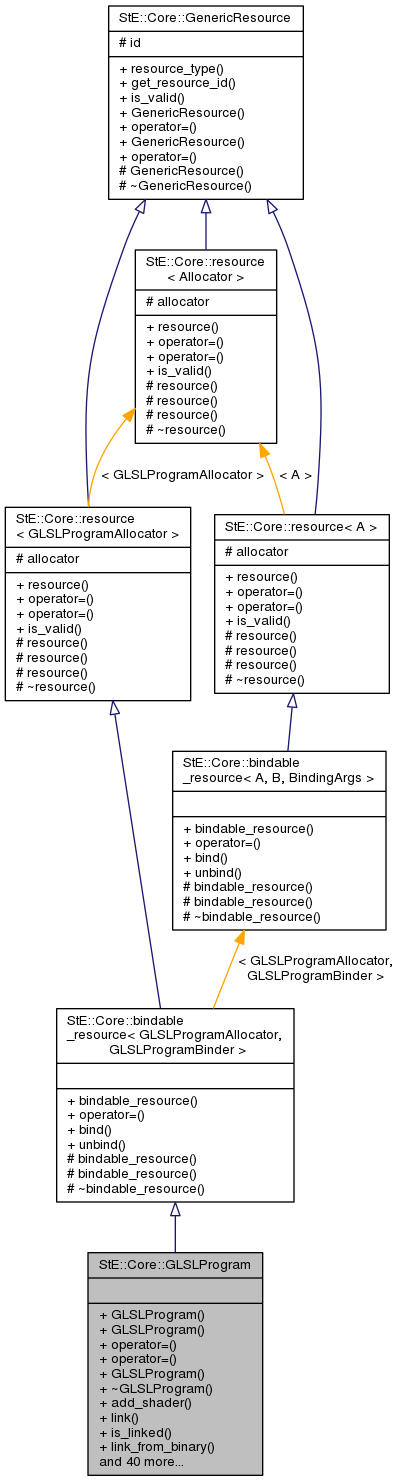 StE::Core::GenericResource
# id
+ resource_type()
+ get_resource_id()
+ is_valid()
+ GenericResource()
+ operator=()
+ GenericResource()
+ operator=()
# GenericResource()
# ~GenericResource()
StE::Core::resource
< Allocator >
# allocator
+ resource()
+ operator=()
+ operator=()
+ is_valid()
# resource()
# resource()
# resource()
# ~resource()
< GLSLProgramAllocator >
< A >
StE::Core::resource
< GLSLProgramAllocator >
# allocator
+ resource()
+ operator=()
+ operator=()
+ is_valid()
# resource()
# resource()
# resource()
# ~resource()
StE::Core::resource< A >
# allocator
+ resource()
+ operator=()
+ operator=()
+ is_valid()
# resource()
# resource()
# resource()
# ~resource()
StE::Core::bindable
_resource< A, B, BindingArgs >
+ bindable_resource()
+ operator=()
+ bind()
+ unbind()
# bindable_resource()
# bindable_resource()
# ~bindable_resource()
< GLSLProgramAllocator,
GLSLProgramBinder >
StE::Core::bindable
_resource< GLSLProgramAllocator,
GLSLProgramBinder >
+ bindable_resource()
+ operator=()
+ bind()
+ unbind()
# bindable_resource()
# bindable_resource()
# ~bindable_resource()
StE::Core::GLSLProgram
+ GLSLProgram()
+ GLSLProgram()
+ operator=()
+ operator=()
+ GLSLProgram()
+ ~GLSLProgram()
+ add_shader()
+ link()
+ is_linked()
+ link_from_binary()
and 40 more...